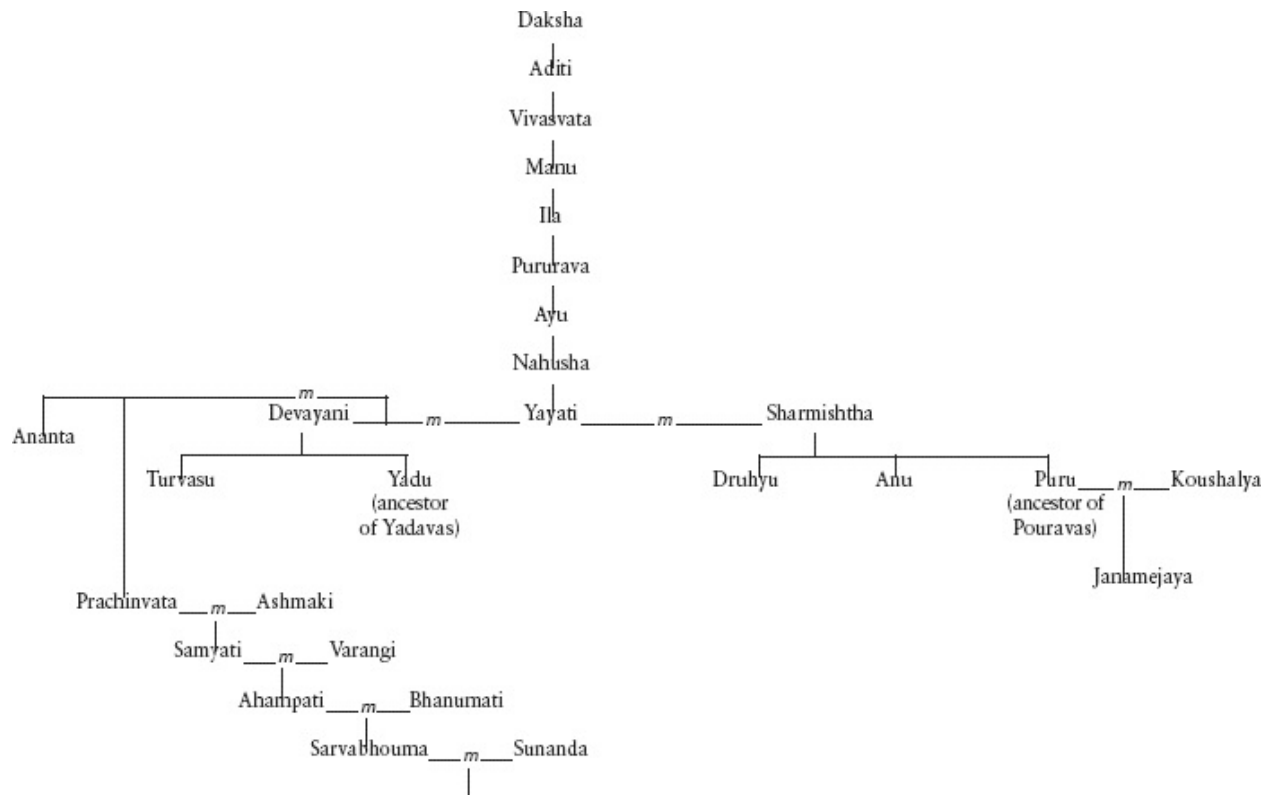 Daksha
Aditi
Vivasvata
Manu
Ila
Pururava
Ayu
Nahusha
m
Devayani m Yayati m Sharmishtha
Ananta
Turvasu Yadu Druhyu Anu Puru m Koushalya
(ancestor (ancestor of
of Yadavas) Pouravas)
Janamejaya
Prachinvata m Ashmaki
Samyati m Varangi
Ahampati m Bhanumati
Sarvabhouma m Sunanda